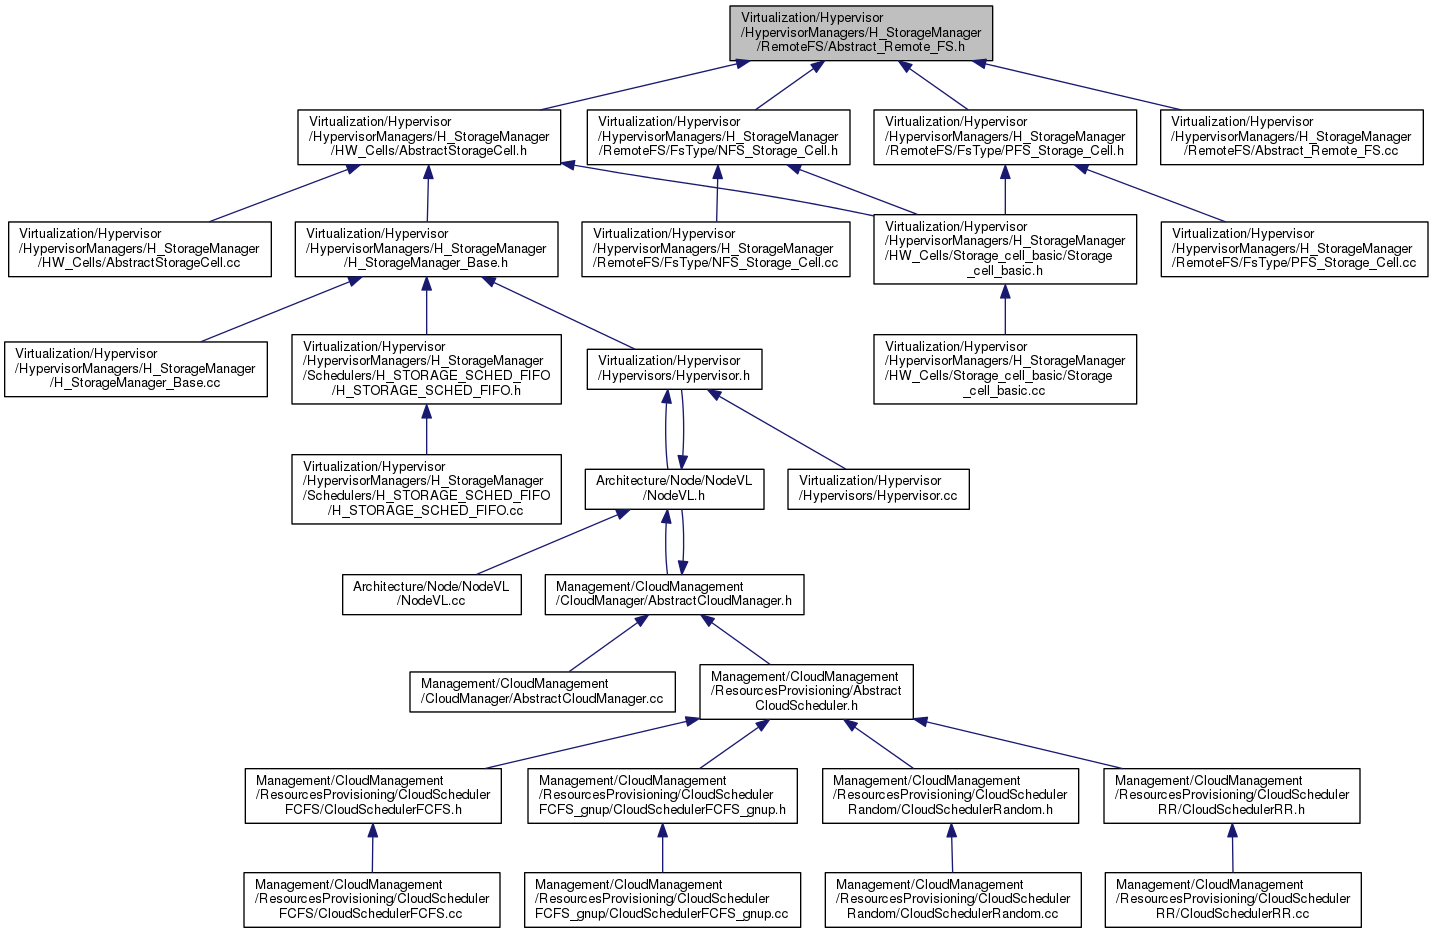 Virtualization/Hypervisor
/HypervisorManagers/H_StorageManager
/RemoteFS/Abstract_Remote_FS.h
Virtualization/Hypervisor
/HypervisorManagers/H_StorageManager
/HW_Cells/AbstractStorageCell.h
Virtualization/Hypervisor
/HypervisorManagers/H_StorageManager
/RemoteFS/FsType/NFS_Storage_Cell.h
Virtualization/Hypervisor
/HypervisorManagers/H_StorageManager
/RemoteFS/FsType/PFS_Storage_Cell.h
Virtualization/Hypervisor
/HypervisorManagers/H_StorageManager
/RemoteFS/Abstract_Remote_FS.cc
Virtualization/Hypervisor
/HypervisorManagers/H_StorageManager
/HW_Cells/AbstractStorageCell.cc
Virtualization/Hypervisor
/HypervisorManagers/H_StorageManager
/H_StorageManager_Base.h
Virtualization/Hypervisor
/HypervisorManagers/H_StorageManager
/RemoteFS/FsType/NFS_Storage_Cell.cc
Virtualization/Hypervisor
/HypervisorManagers/H_StorageManager
/HW_Cells/Storage_cell_basic/Storage
_cell_basic.h
Virtualization/Hypervisor
/HypervisorManagers/H_StorageManager
/RemoteFS/FsType/PFS_Storage_Cell.cc
Virtualization/Hypervisor
/HypervisorManagers/H_StorageManager
/H_StorageManager_Base.cc
Virtualization/Hypervisor
/HypervisorManagers/H_StorageManager
/Schedulers/H_STORAGE_SCHED_FIFO
/H_STORAGE_SCHED_FIFO.h
Virtualization/Hypervisor
/Hypervisors/Hypervisor.h
Virtualization/Hypervisor
/HypervisorManagers/H_StorageManager
/HW_Cells/Storage_cell_basic/Storage
_cell_basic.cc
Virtualization/Hypervisor
/HypervisorManagers/H_StorageManager
/Schedulers/H_STORAGE_SCHED_FIFO
/H_STORAGE_SCHED_FIFO.cc
Architecture/Node/NodeVL
/NodeVL.h
Virtualization/Hypervisor
/Hypervisors/Hypervisor.cc
Architecture/Node/NodeVL
/NodeVL.cc
Management/CloudManagement
/CloudManager/AbstractCloudManager.h
Management/CloudManagement
/CloudManager/AbstractCloudManager.cc
Management/CloudManagement
/ResourcesProvisioning/Abstract
CloudScheduler.h
Management/CloudManagement
/ResourcesProvisioning/CloudScheduler
FCFS/CloudSchedulerFCFS.h
Management/CloudManagement
/ResourcesProvisioning/CloudScheduler
FCFS_gnup/CloudSchedulerFCFS_gnup.h
Management/CloudManagement
/ResourcesProvisioning/CloudScheduler
Random/CloudSchedulerRandom.h
Management/CloudManagement
/ResourcesProvisioning/CloudScheduler
RR/CloudSchedulerRR.h
Management/CloudManagement
/ResourcesProvisioning/CloudScheduler
FCFS/CloudSchedulerFCFS.cc
Management/CloudManagement
/ResourcesProvisioning/CloudScheduler
FCFS_gnup/CloudSchedulerFCFS_gnup.cc
Management/CloudManagement
/ResourcesProvisioning/CloudScheduler
Random/CloudSchedulerRandom.cc
Management/CloudManagement
/ResourcesProvisioning/CloudScheduler
RR/CloudSchedulerRR.cc